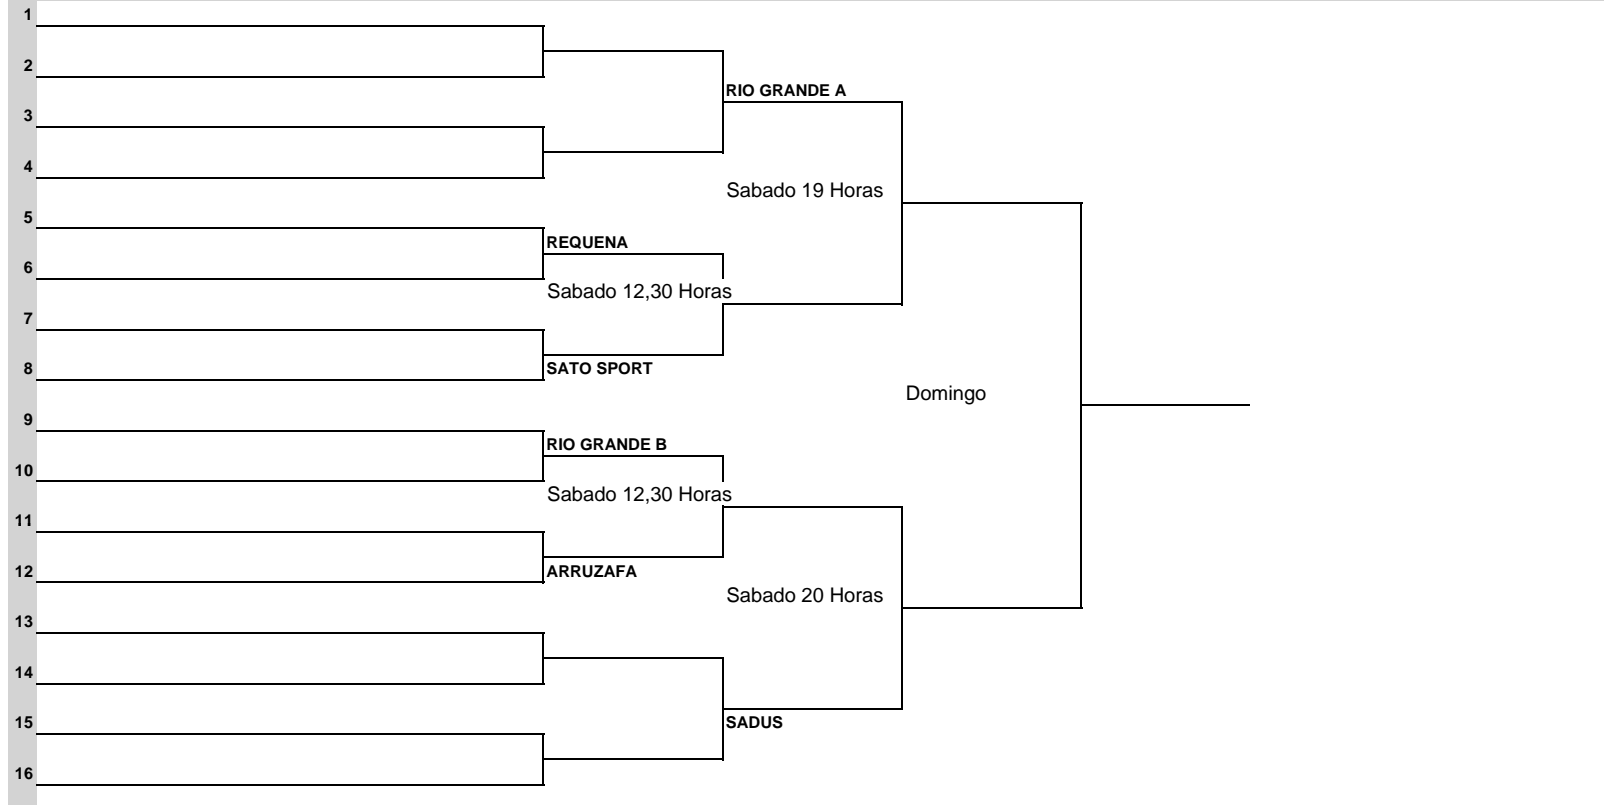 1
2
RIO GRANDE A
3
4
Sabado 19 Horas
5
REQUENA
6
Sabado 12,30 Horas
7
8
SATO SPORT
Domingo
9
RIO GRANDE B
10
Sabado 12,30 Horas
11
12
ARRUZAFA
Sabado 20 Horas
13
14
15
SADUS
16